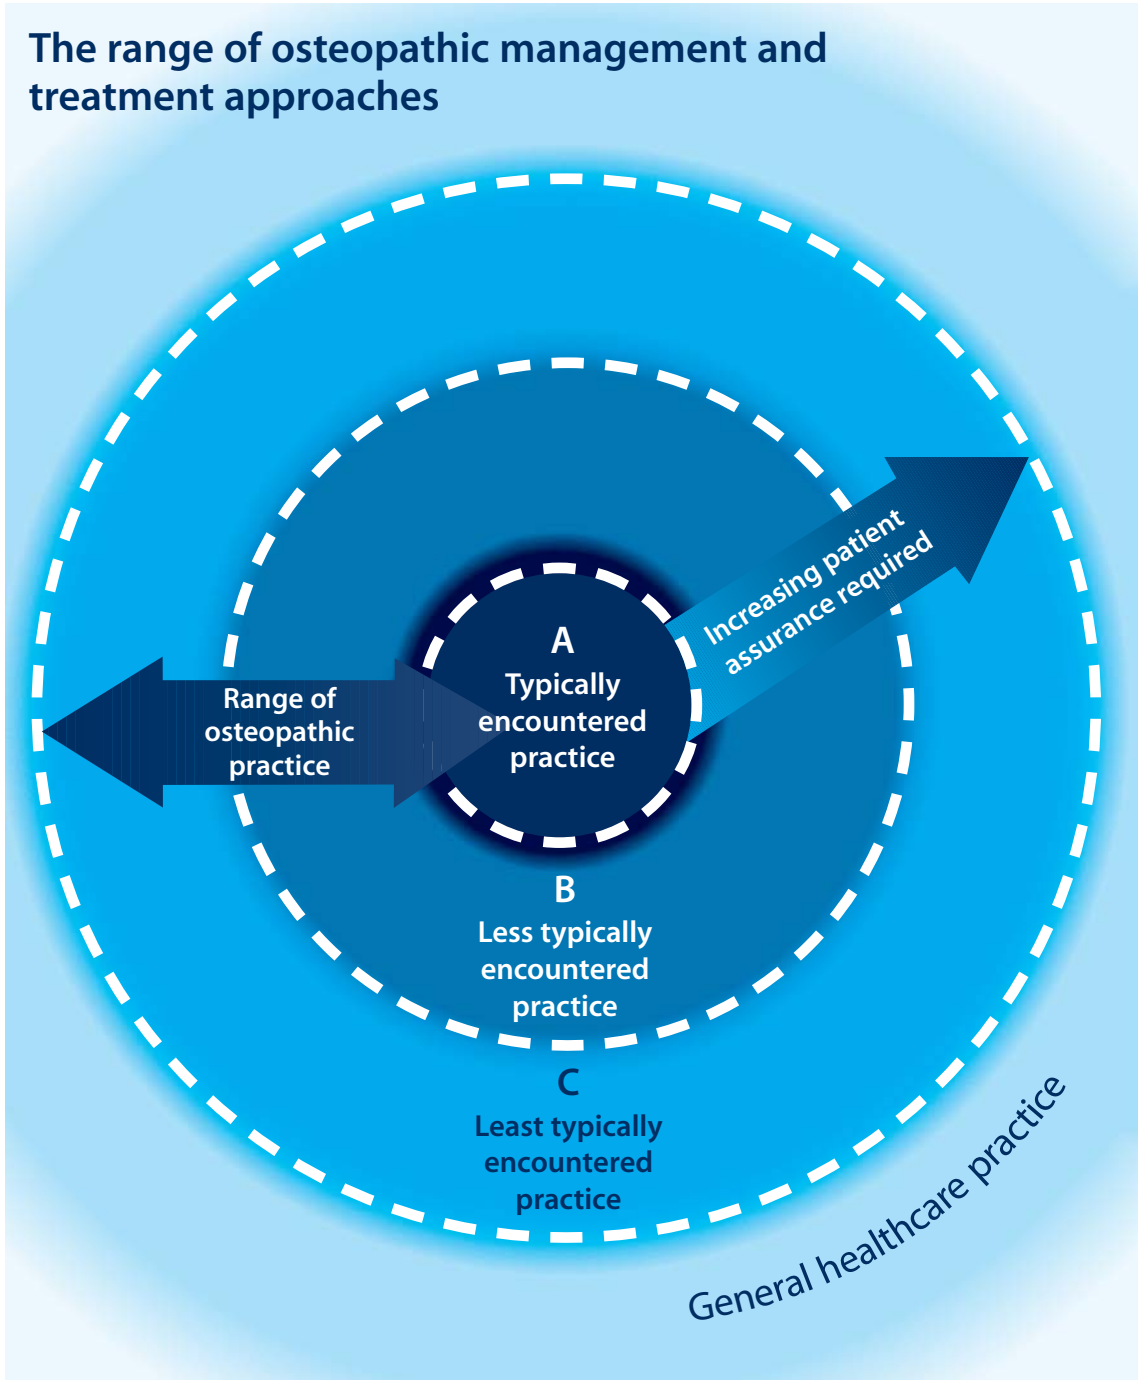 The range of osteopathic management and
treatment approaches
Increasing patient
assurance required
A
Typically
encountered
practice
Range of
osteopathic
practice
B
Less typically
encountered
practice
C
Least typically
encountered
practice
General healthcare practice